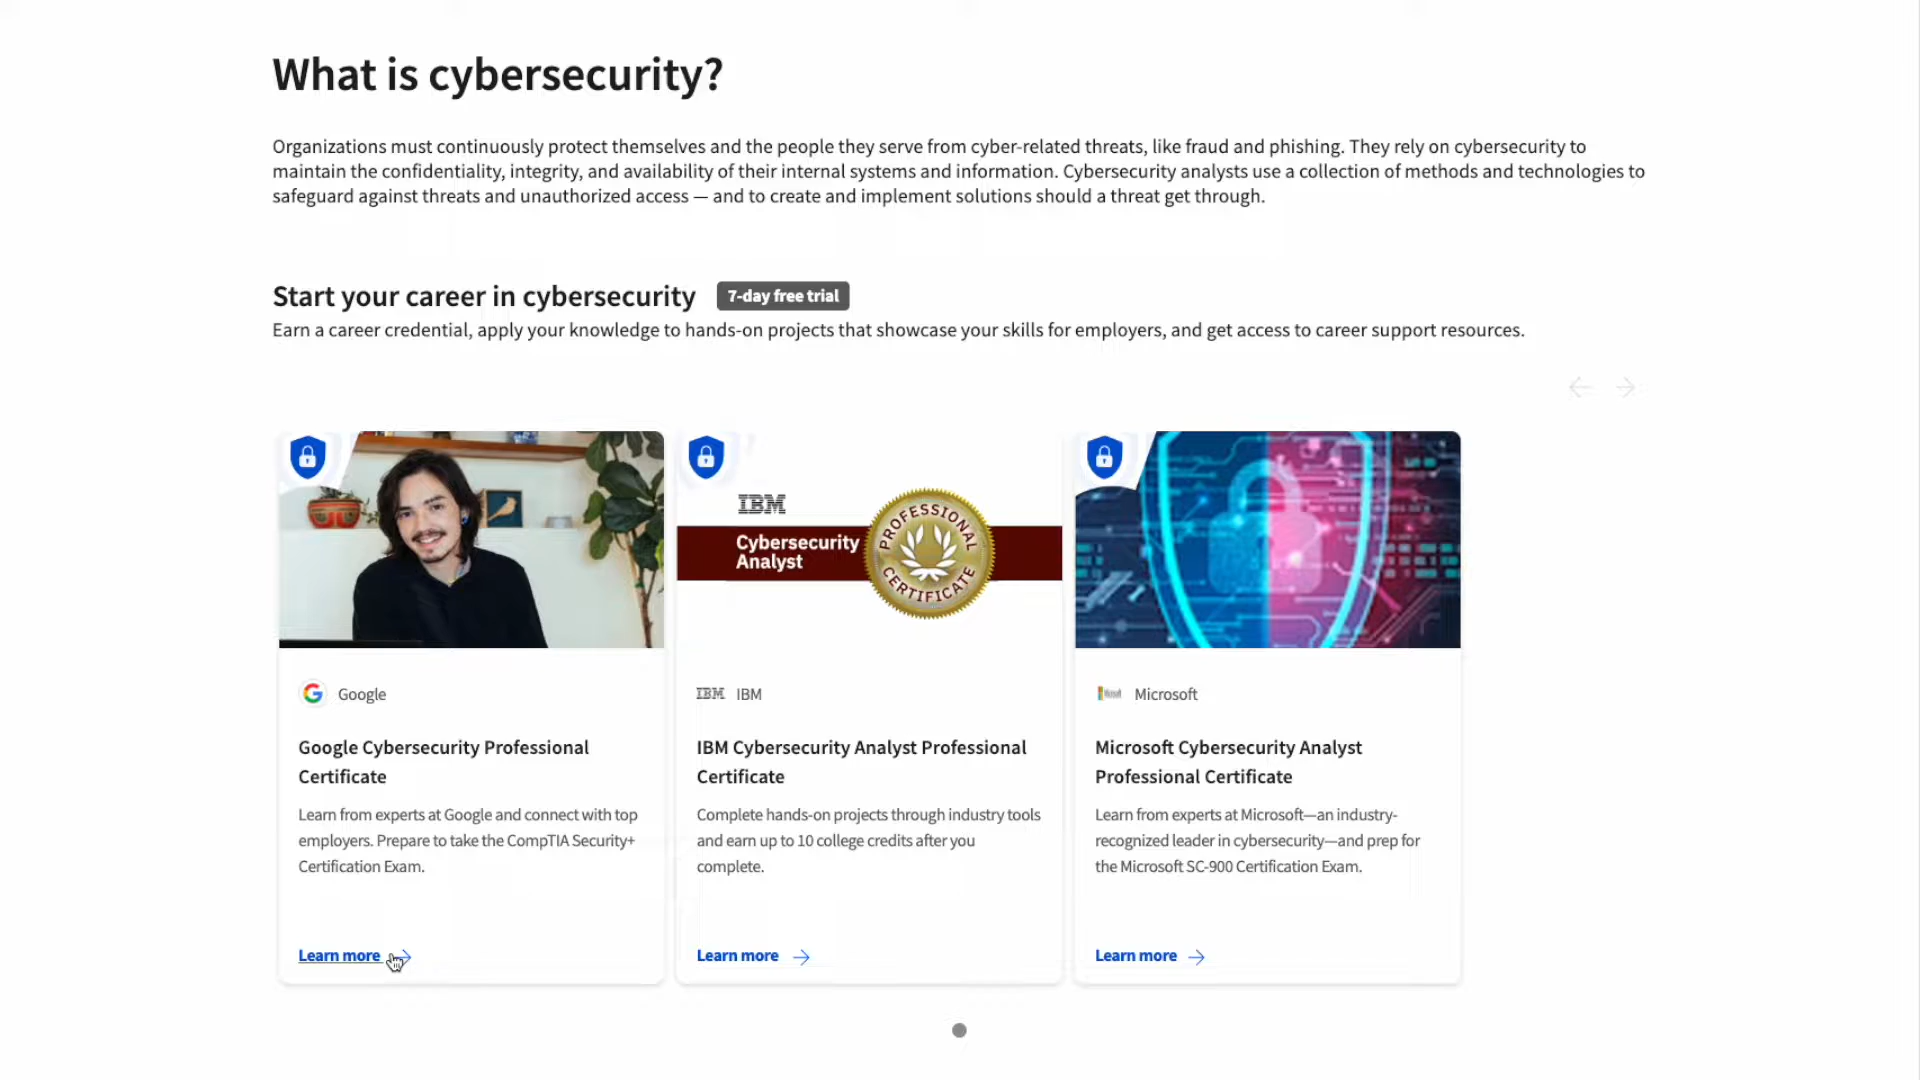 What is cybersecurity?
Organizations must continuously protect themselves and the people they serve from cyber-related threats, like fraud and phishing. They rely on cybersecurity to
maintain the confidentiality, integrity, and availability of their internal systems and information. Cybersecurity analysts use a collection of methods and technologies to
safeguard against threats and unauthorized access — and to create and implement solutions should a threat get through.
Start your career in cybersecurity 7-day free trial
Earn a career credential, apply your knowledge to hands-on projects that showcase your skills for employers, and get access to career support resources.
Google
Google Cybersecurity Professional
Certificate
Learn from experts at Google and connect with top
employers. Prepare to take the CompTIA Security+
Certification Exam.
Learn more
IBM
Cybersecurity
Analyst
PROFESSIONAL
CERTIFICATE
IBM IBM
IBM Cybersecurity Analyst Professional
Certificate
Complete hands-on projects through industry tools
and earn up to 10 college credits after you
complete.
Learn more
Microsoft
Microsoft Cybersecurity Analyst
Professional Certificate
Learn from experts at Microsoft—an industry-
recognized leader in cybersecurity—and prep for
the Microsoft SC-900 Certification Exam.
Learn more